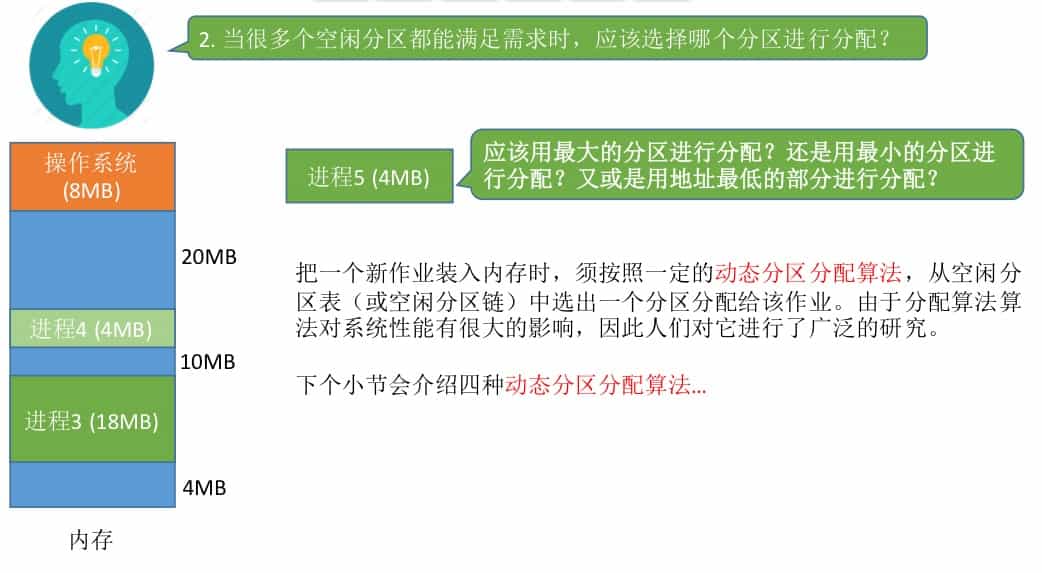 2. 当很多个空闲分区都能满足需求时，应该选择哪个分区进行分配？
操作系统
(8MB)
20MB
进程4 (4MB)
10MB
进程3 (18MB)
4MB
内存
进程5 (4MB)
应该用最大的分区进行分配？还是用最小的分区进
行分配？又或是用地址最低的部分进行分配？
把一个新作业装入内存时，须按照一定的动态分区分配算法，从空闲分
区表（或空闲分区链）中选出一个分区分配给该作业。由于分配算法算
法对系统性能有很大的影响，因此人们对它进行了广泛的研究。
下个小节会介绍四种动态分区分配算法...